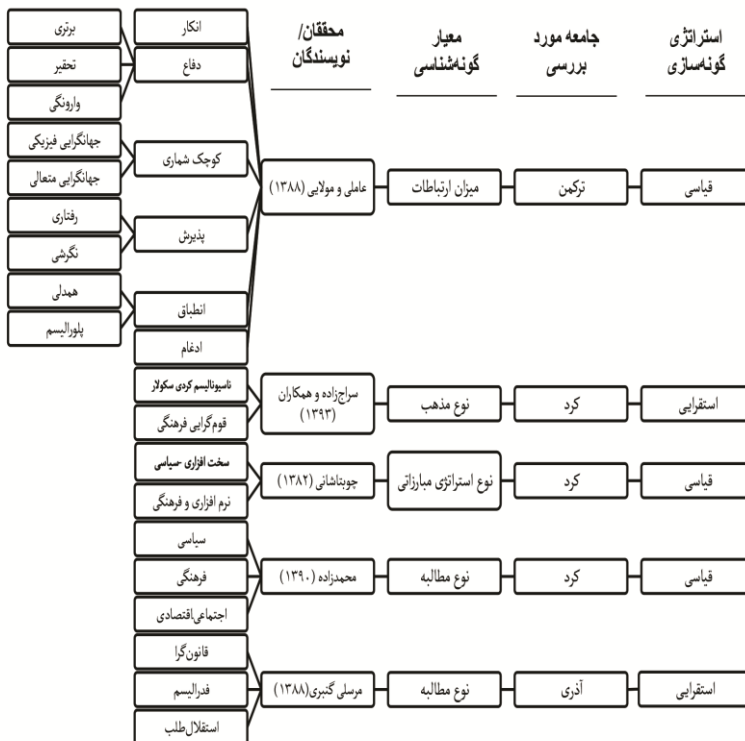 استراتژی
گونه‌سازی
جامعه مورد
بررسی
معیار
گونه‌شناسی
محققان/
نویسندگان
قیاسی
ترکمن
میزان ارتباطات
عاملی و مولایی (۱۳۸۸)
انکار
دفاع
برتری
تحقیر
وارونگی
کوچک شماری
جهانگرایی فیزیکی
جهانگرایی متعالی
پذیرش
رفتاری
نگرشی
انطباق
همدلی
پلورالیسم
ادغام
استقرایی
کرد
نوع مذهب
سراج‌زاده و همکاران
(۱۳۹۳)
ناسیونالیسم کردی سکولار
قوم‌گرایی فرهنگی
قیاسی
کرد
نوع استراتژی مبارزاتی
چوبتاشانی (۱۳۸۲)
سخت افزاری -سیاسی
نرم افزاری و فرهنگی
قیاسی
کرد
نوع مطالبه
محمدزاده (۱۳۹۰)
سیاسی
فرهنگی
اجتماعی‌اقتصادی
استقرایی
آذری
نوع مطالبه
مرسلی گنبری(۱۳۸۸)
قانون‌گرا
فدرالیسم
استقلال‌طلب